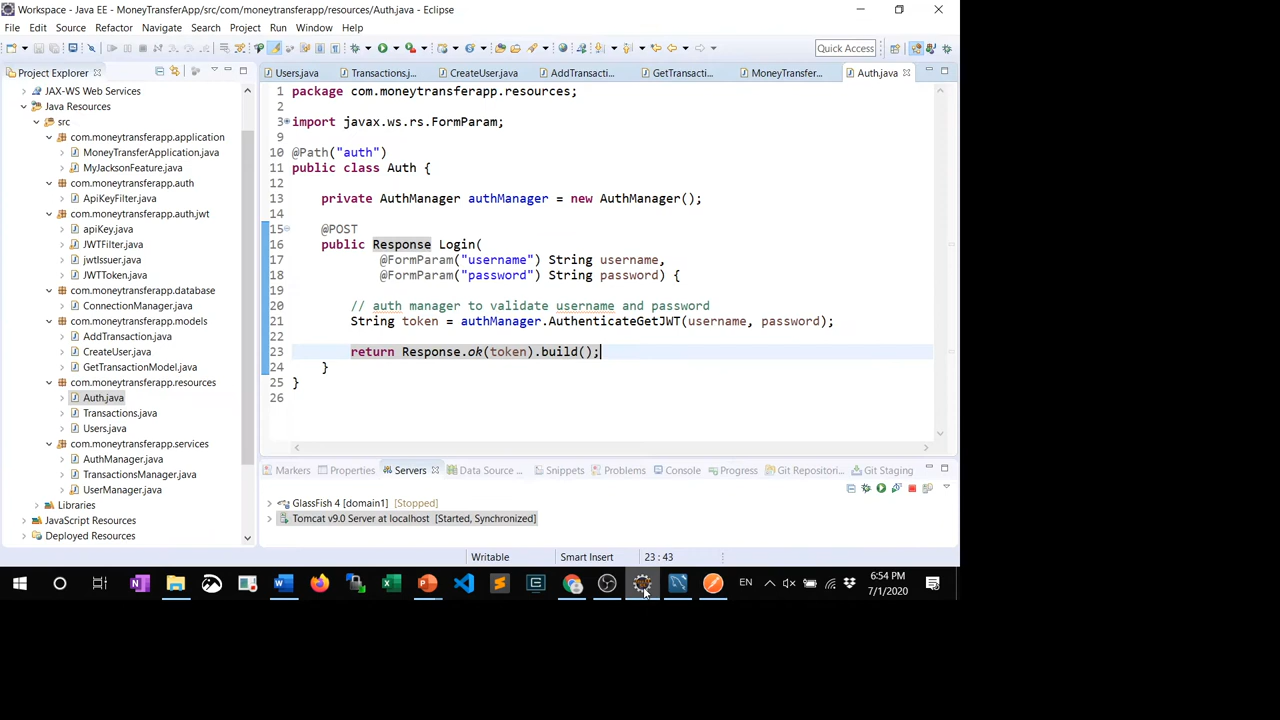 Workspace - Java EE - MoneyTransferApp/src/com/moneytransferapp/resources/Auth.java - Eclipse
File Edit Source Refactor Navigate Search Project Run Window Help
Quick Access
Project Explorer
Users.java Transactions.j... CreateUser.java AddTransacti... GetTransacti... MoneyTransfer... Auth.java
JAX-WS Web Services
Java Resources
src
com.moneytransferapp.application
MoneyTransferApplication.java
MyJacksonFeature.java
com.moneytransferapp.auth
ApiKeyFilter.java
com.moneytransferapp.auth.jwt
apiKey.java
JWTFilter.java
jwtIssuer.java
JWTToken.java
com.moneytransferapp.database
ConnectionManager.java
com.moneytransferapp.models
AddTransaction.java
CreateUser.java
GetTransactionModel.java
com.moneytransferapp.resources
Auth.java
Transactions.java
Users.java
com.moneytransferapp.services
AuthManager.java
TransactionsManager.java
UserManager.java
Libraries
JavaScript Resources
Deployed Resources
1 package com.moneytransferapp.resources;
2
3 import javax.ws.rs.FormParam;
9
10 @Path("auth")
11 public class Auth {
12
13 private AuthManager authManager = new AuthManager();
14
15 @POST
16 public Response Login(
17 @FormParam("username") String username,
18 @FormParam("password") String password) {
19
20 // auth manager to validate username and password
21 String token = authManager.AuthenticateGetJWT(username, password);
22
23 return Response.ok(token).build();
24 }
25 }
26
Markers Properties Servers Data Source ... Snippets Problems Console Progress Git Repositori... Git Staging
GlassFish 4 [domain1] [Stopped]
Tomcat v9.0 Server at localhost [Started, Synchronized]
Writable Smart Insert 23 : 43
EN
6:54 PM
7/1/2020